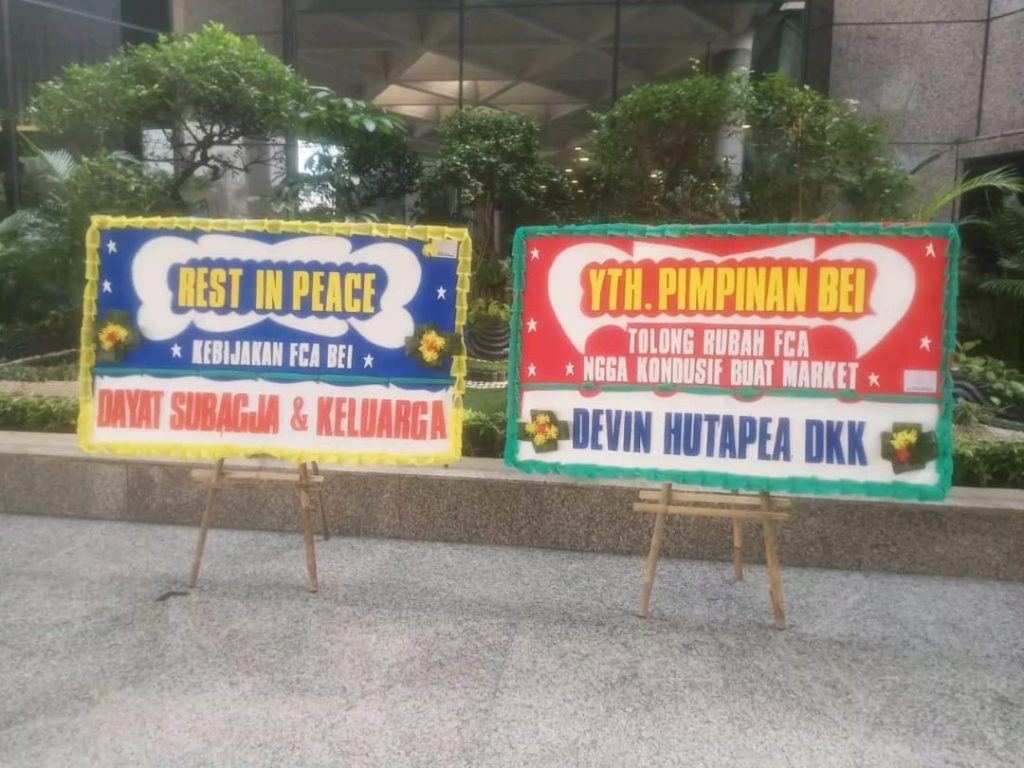 REST IN PEACE
KEBIJAKAN FCA BEI
DAYAT SUBAGJA & KELUARGA
YTH. PIMPINAN BEI
TOLONG RUBAH FCA
NGGA KONDUSIF BUAT MARKET
DEVIN HUTAPEA DKK